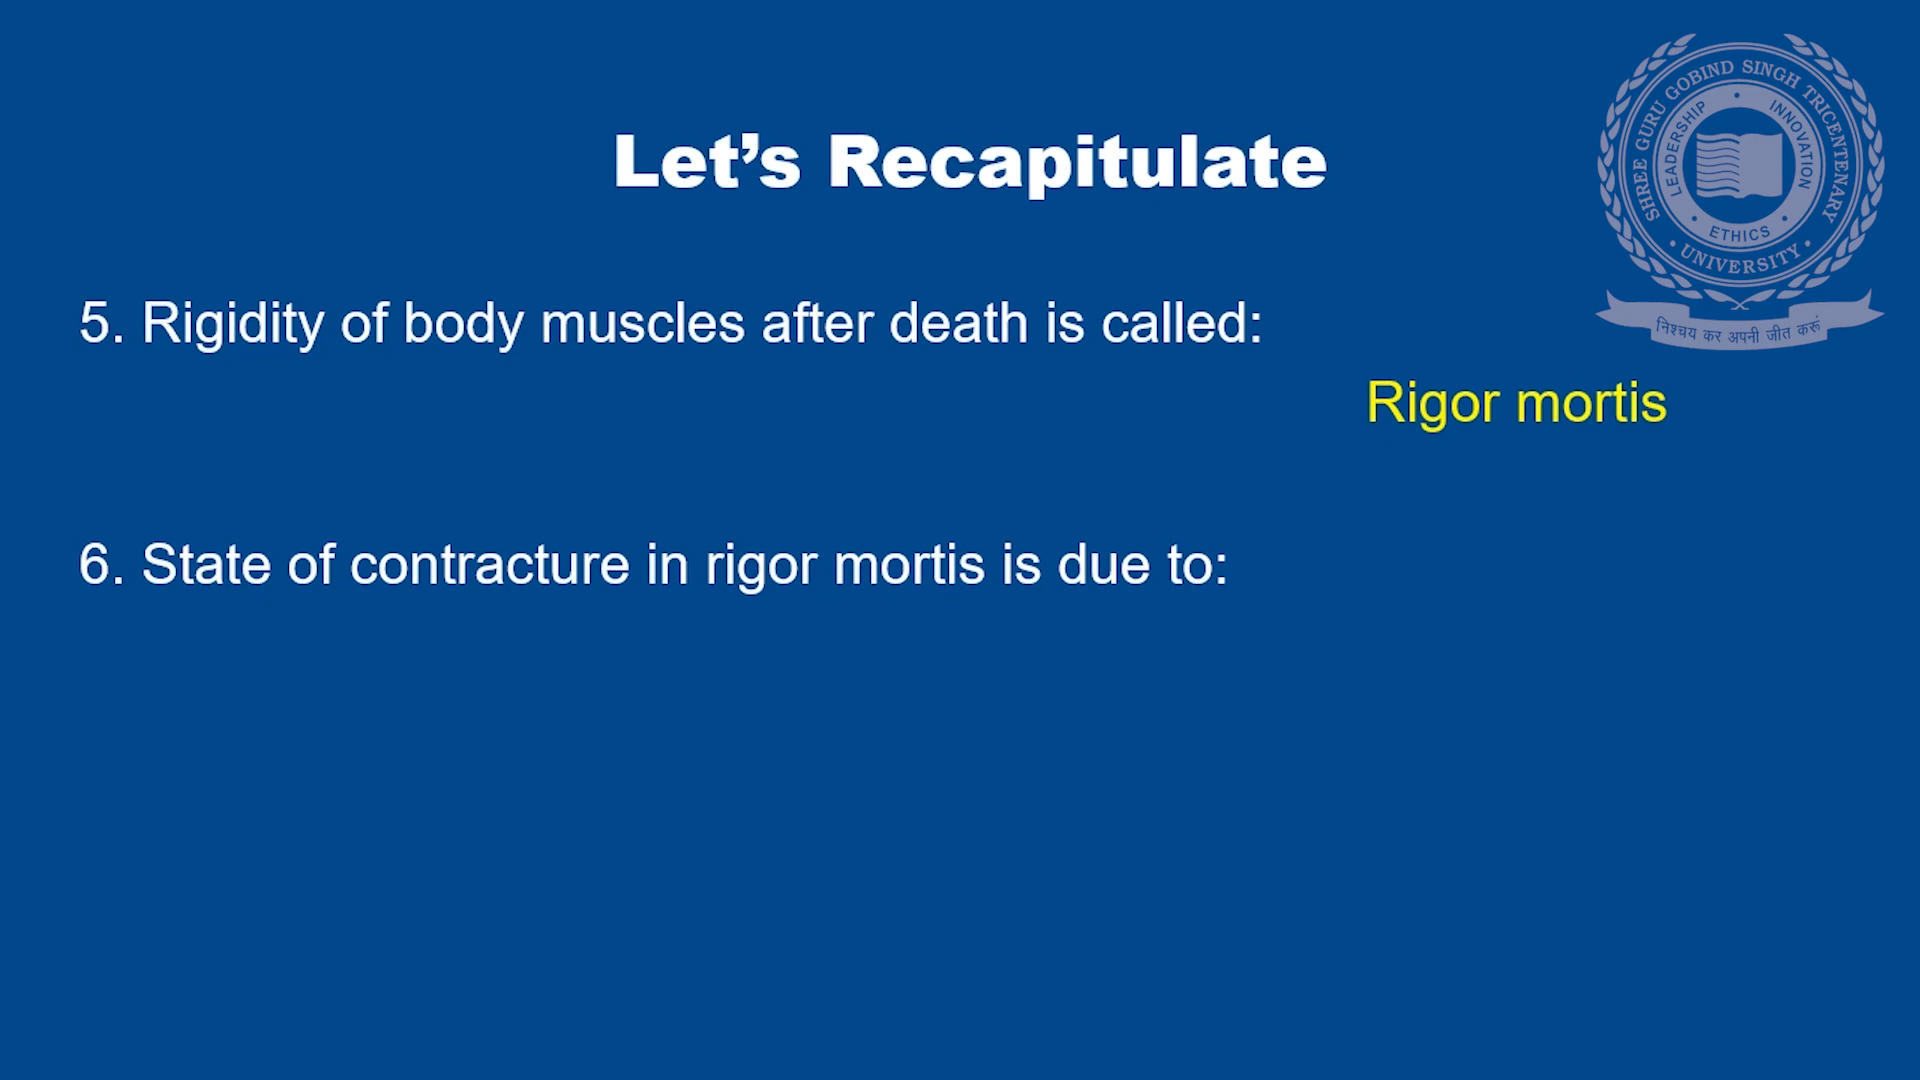 Let’s Recapitulate
5. Rigidity of body muscles after death is called:
Rigor mortis
6. State of contracture in rigor mortis is due to:
SHREE GURU GOBIND SINGH TRICENTENARY
UNIVERSITY
LEADERSHIP
INNOVATION
ETHICS
निश्चय कर अपनी जीत करूं